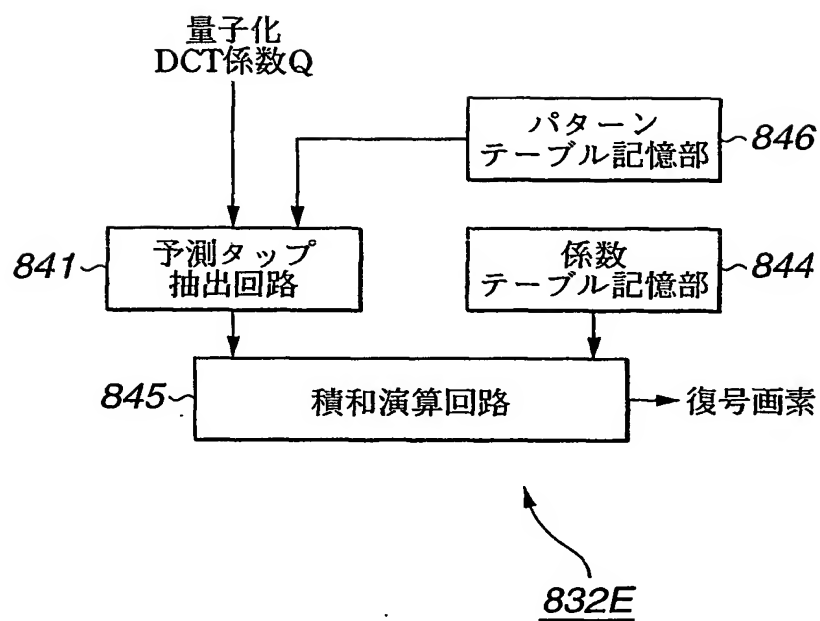 量子化
DCT係数Q
パターン
テーブル記憶部
846
841
予測タップ
抽出回路
係数
テーブル記憶部
844
845
積和演算回路
復号画素
832E